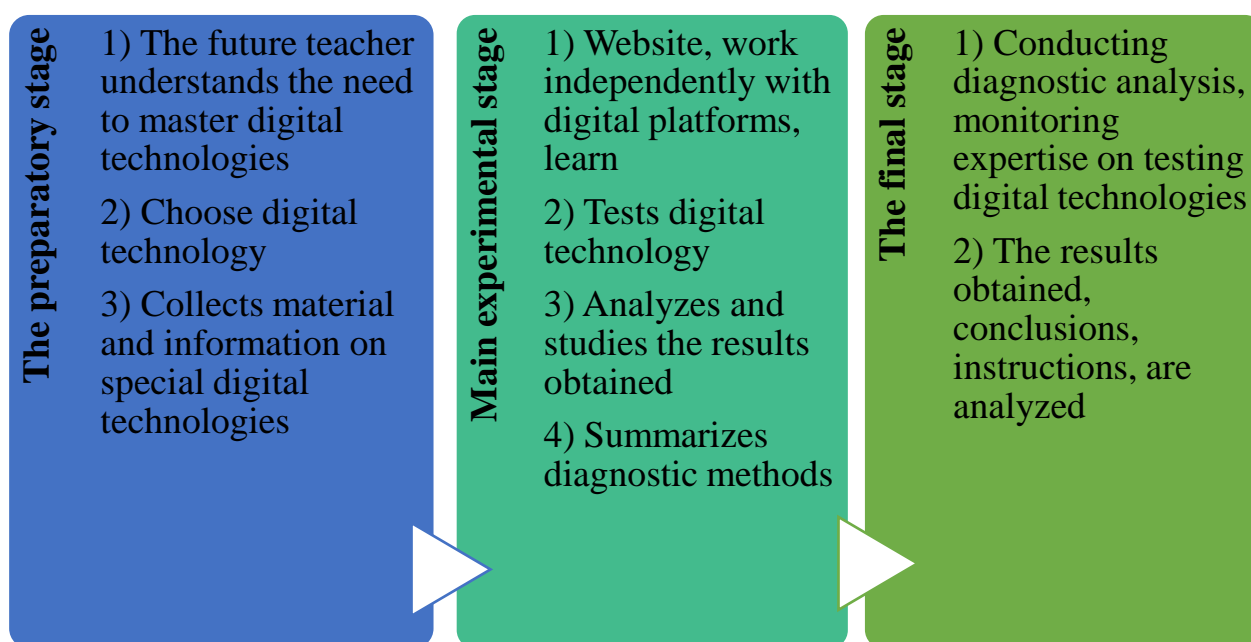 The preparatory stage
1) The future teacher
understands the need
to master digital
technologies
2) Choose digital
technology
3) Collects material
and information on
special digital
technologies
Main experimental stage
1) Website, work
independently with
digital platforms,
learn
2) Tests digital
technology
3) Analyzes and
studies the results
obtained
4) Summarizes
diagnostic methods
The final stage
1) Conducting
diagnostic analysis,
monitoring
expertise on testing
digital technologies
2) The results
obtained,
conclusions,
instructions, are
analyzed